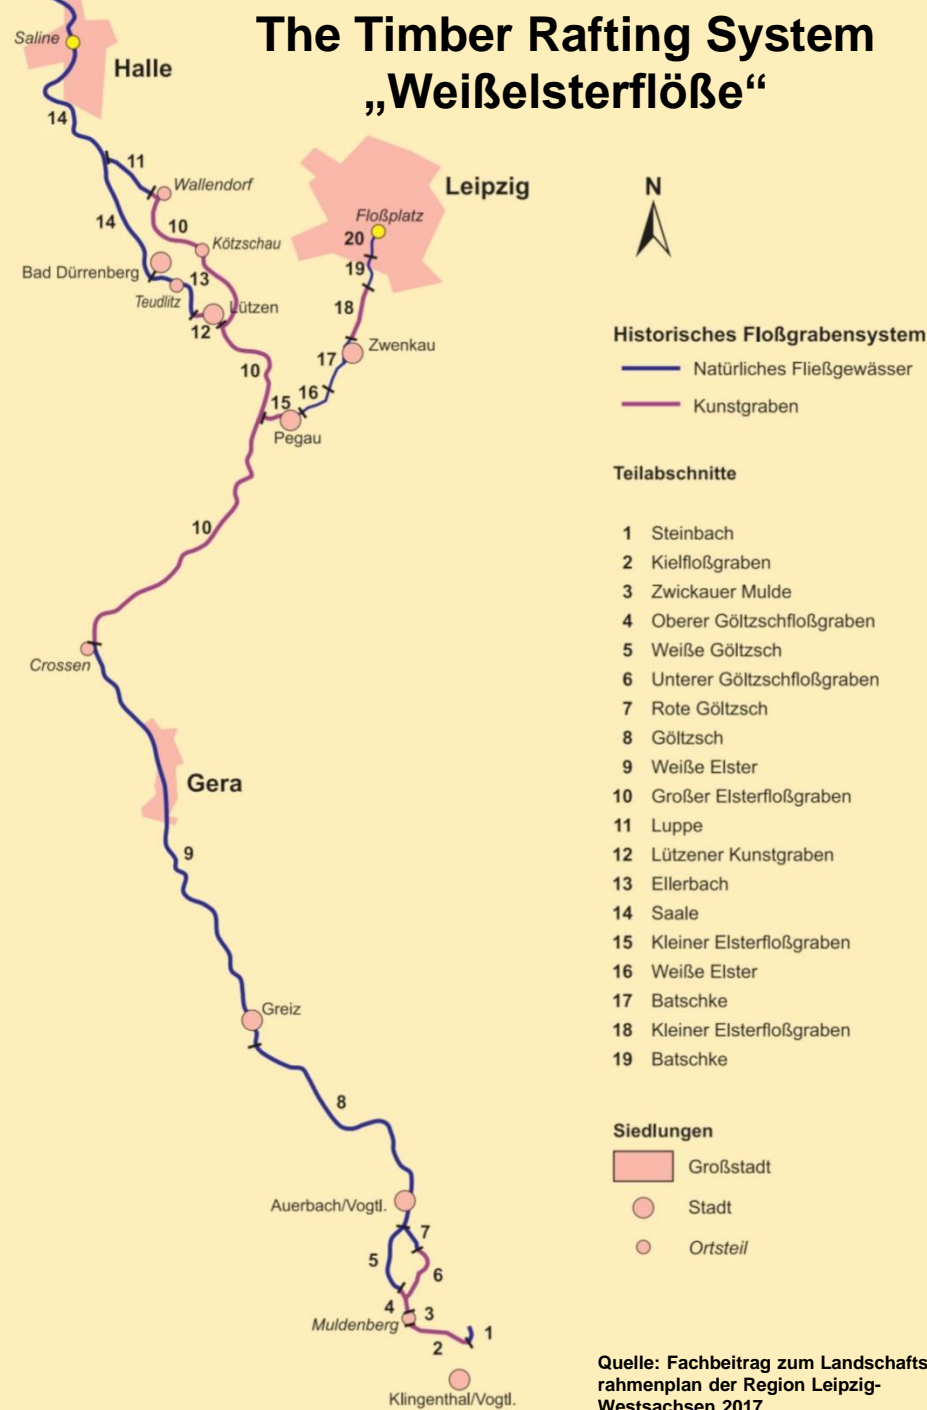 The Timber Rafting System
„Weißelsterflöße“
Saline
Halle
14
11
Wallendorf
14
10
Kötzschau
Bad Dürrenberg
13
Teudlitz
Lützen
12
10
Leipzig
Floßplatz
20
19
18
Zwenkau
17
16
15
Pegau
10
Crossen
Gera
9
Greiz
8
Auerbach/Vogtl.
7
5
6
4
3
Muldenberg
1
2
Klingenthal/Vogtl.
N
Historisches Floßgrabensystem
Natürliches Fließgewässer
Kunstgraben
Teilabschnitte
1 Steinbach
2 Kielfloßgraben
3 Zwickauer Mulde
4 Oberer Göltzschfloßgraben
5 Weiße Göltzsch
6 Unterer Göltzschfloßgraben
7 Rote Göltzsch
8 Göltzsch
9 Weiße Elster
10 Großer Elsterfloßgraben
11 Luppe
12 Lützener Kunstgraben
13 Ellerbach
14 Saale
15 Kleiner Elsterfloßgraben
16 Weiße Elster
17 Batschke
18 Kleiner Elsterfloßgraben
19 Batschke
Siedlungen
Großstadt
Stadt
Ortsteil
Quelle: Fachbeitrag zum Landschafts
rahmenplan der Region Leipzig-
Westsachsen 2017